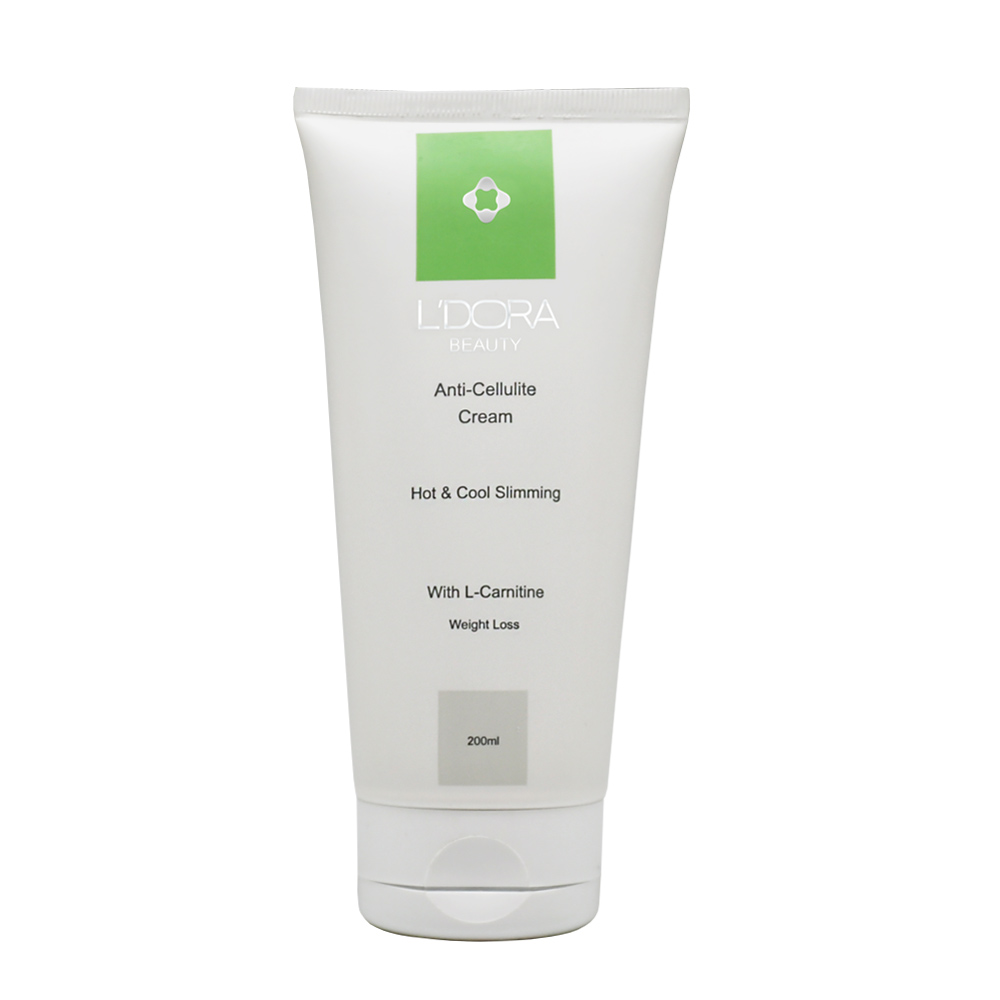 L'DORA
BEAUTY
Anti-Cellulite
Cream
Hot & Cool Slimming
With L-Carnitine
Weight Loss
200ml